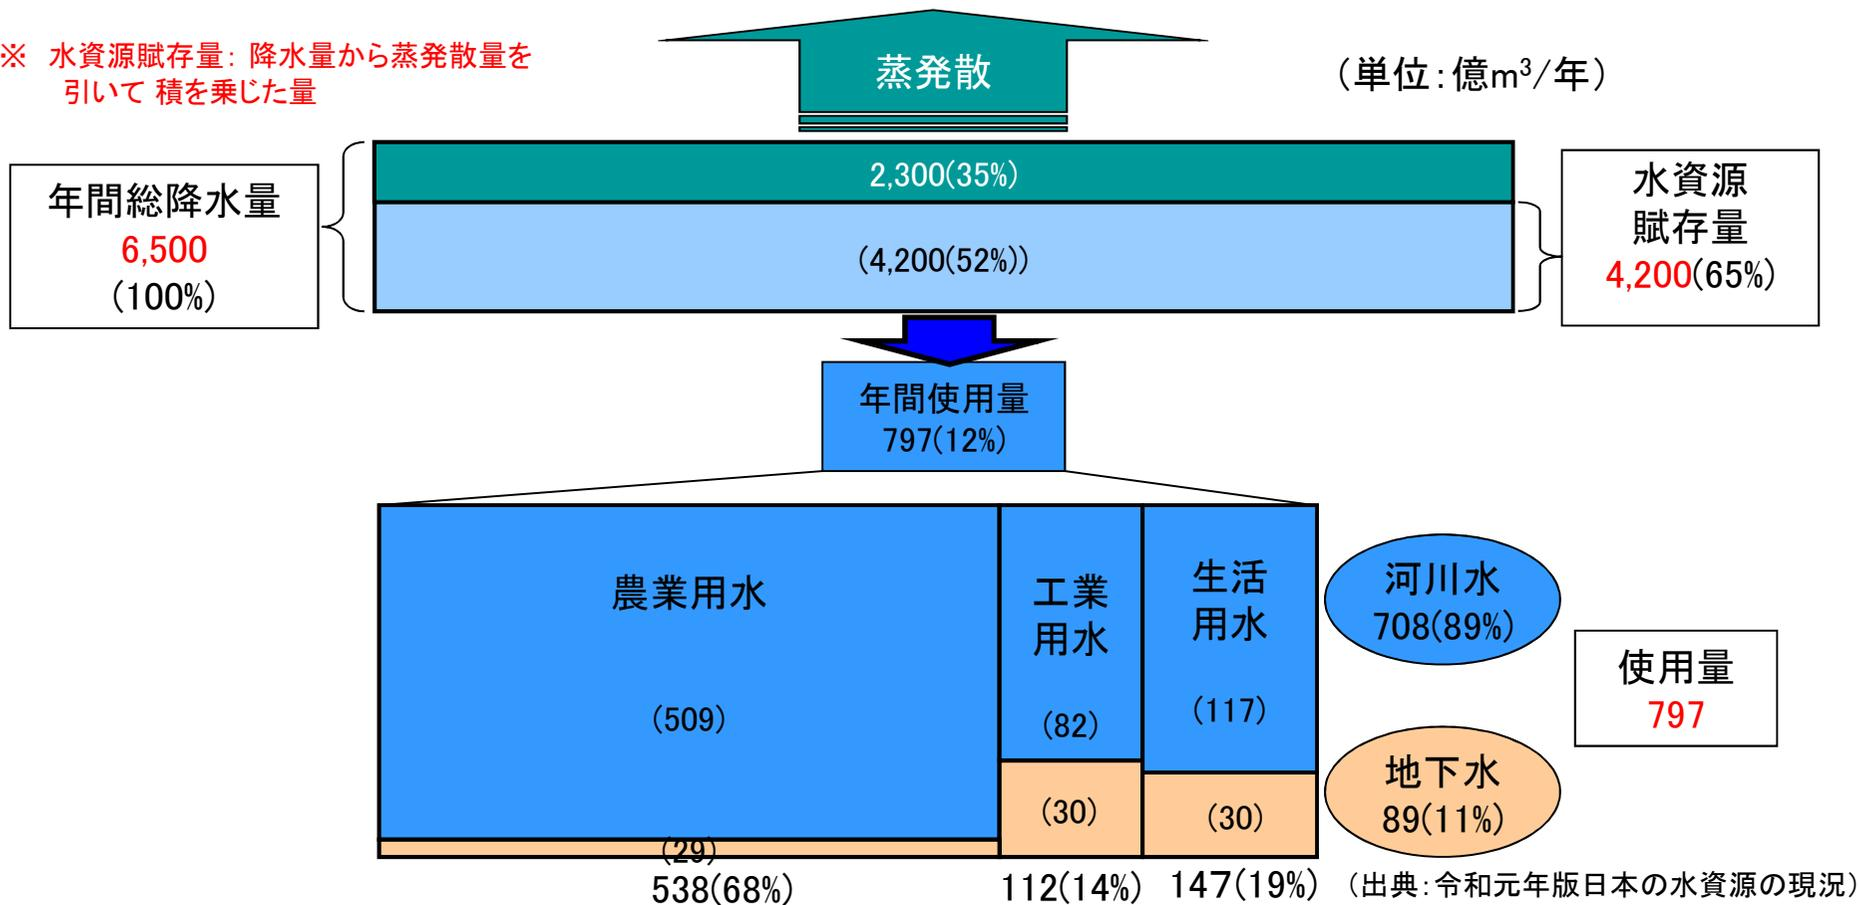 ※ 水資源賦存量： 降水量から蒸発散量を
引いて 積を乗じた量
蒸発散
（単位：億m³/年）
年間総降水量
6,500
(100%)
2,300(35%)
(4,200(52%))
水資源
賦存量
4,200(65%)
年間使用量
797(12%)
農業用水
(509)
(29)
538(68%)
工業
用水
(82)
(30)
112(14%)
生活
用水
(117)
(30)
147(19%)
河川水
708(89%)
地下水
89(11%)
使用量
797
（出典：令和元年版日本の水資源の現況）